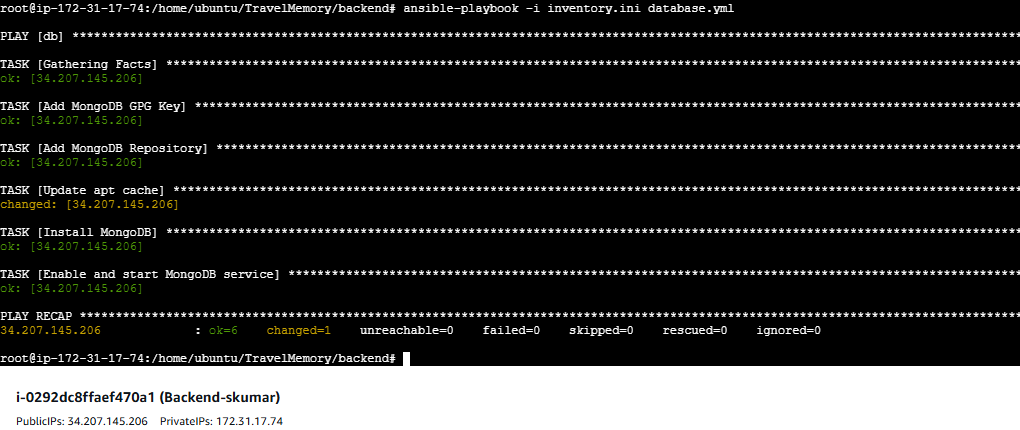 root@ip-172-31-17-74:/home/ubuntu/TravelMemory/backend# ansible-playbook -i inventory.ini database.yml
PLAY [db] ***********************************************************************************************************************************
TASK [Gathering Facts] **********************************************************************************************************************
ok: [34.207.145.206]
TASK [Add MongoDB GPG Key] ******************************************************************************************************************
ok: [34.207.145.206]
TASK [Add MongoDB Repository] ***************************************************************************************************************
ok: [34.207.145.206]
TASK [Update apt cache] *********************************************************************************************************************
changed: [34.207.145.206]
TASK [Install MongoDB] **********************************************************************************************************************
ok: [34.207.145.206]
TASK [Enable and start MongoDB service] *****************************************************************************************************
ok: [34.207.145.206]
PLAY RECAP **********************************************************************************************************************************
34.207.145.206             : ok=6    changed=1    unreachable=0    failed=0    skipped=0    rescued=0    ignored=0
root@ip-172-31-17-74:/home/ubuntu/TravelMemory/backend#
i-0292dc8ffaef470a1 (Backend-skumar)
PublicIPs: 34.207.145.206    PrivateIPs: 172.31.17.74